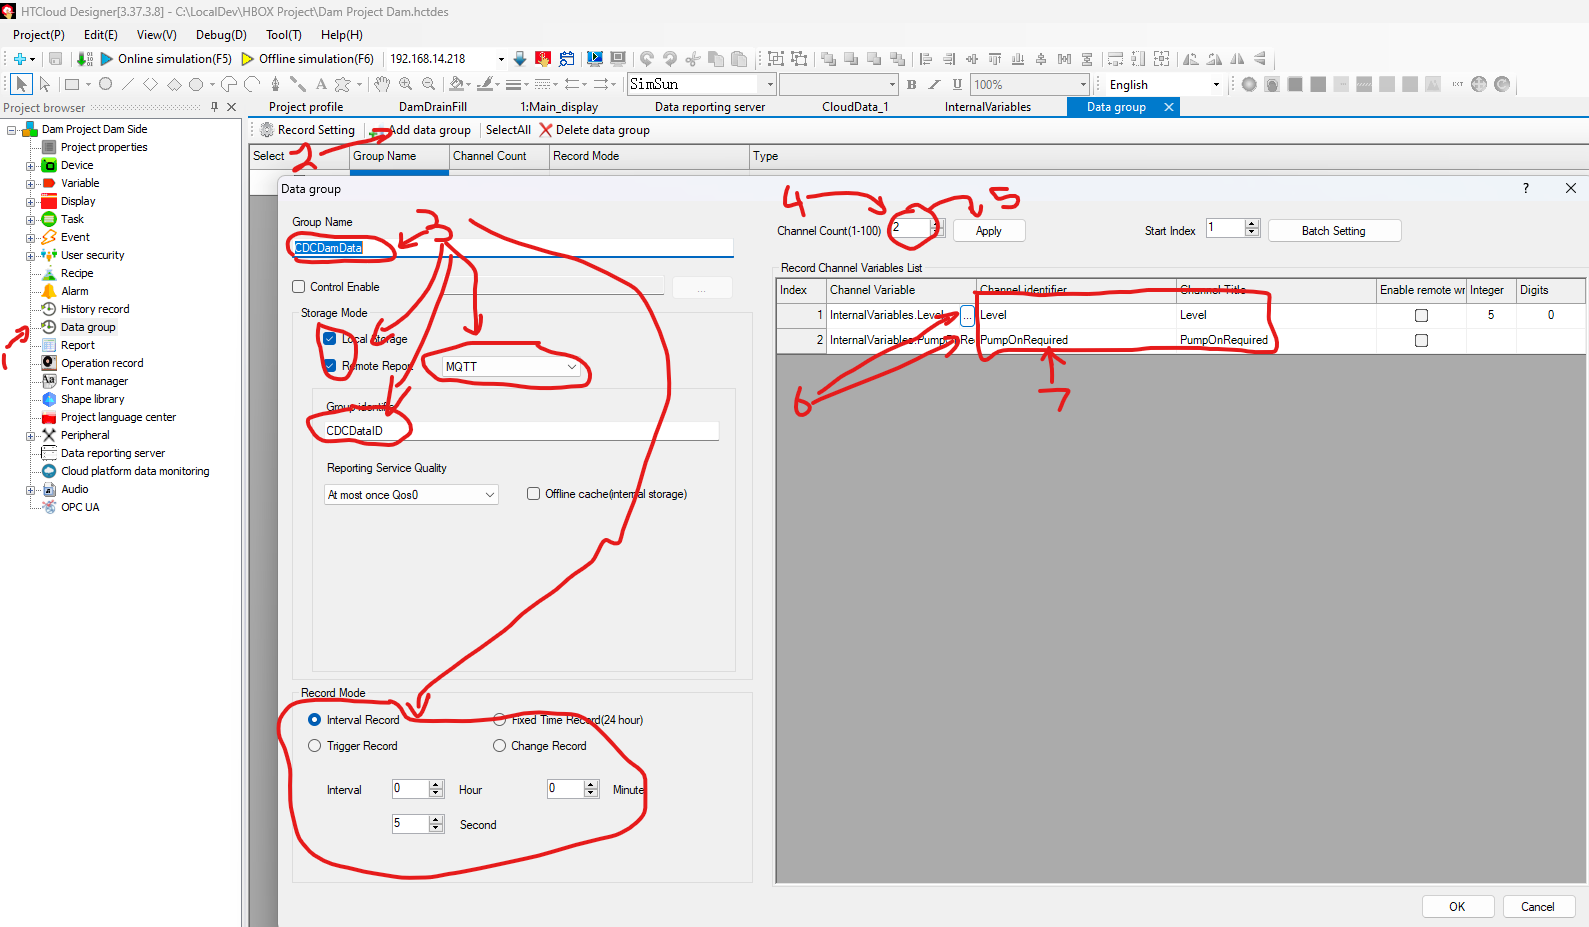 HTCloud Designer[3.37.3.8] - C:\LocalDev\HBOX Project\Dam Project Dam.hctdes
Project(P) Edit(E) View(V) Debug(D) Tool(T) Help(H)
Online simulation(F5) Offline simulation(F6) 192.168.14.218
SimSun 100% English
Project browser
Project profile DamDrainFill 1:Main_display Data reporting server CloudData_1 InternalVariables Data group
Dam Project Dam Side
Project properties
Device
Variable
Display
Task
Event
User security
Recipe
Alarm
History record
Data group
Report
Operation record
Font manager
Shape library
Project language center
Peripheral
Data reporting server
Cloud platform data monitoring
Audio
OPC UA
1
Record Setting Add data group SelectAll Delete data group
2
Select Group Name Channel Count Record Mode Type
Data group ?
3
Group Name
CDCDamData
Control Enable ...
Storage Mode
Local Storage
Remote Report MQTT
Group identifier
CDCDataID
Reporting Service Quality
At most once Qos0 Offline cache(internal storage)
Record Mode
Interval Record Fixed Time Record(24 hour)
Trigger Record Change Record
Interval 0 Hour 0 Minute
5 Second
4 5
Channel Count(1-100) 2 Apply Start Index 1 Batch Setting
Record Channel Variables List
Index Channel Variable Channel identifier Channel Title Enable remote wr Integer Digits
1 InternalVariables.Level ... Level Level 5 0
2 InternalVariables.PumpOnRe PumpOnRequired PumpOnRequired
6 7
OK Cancel